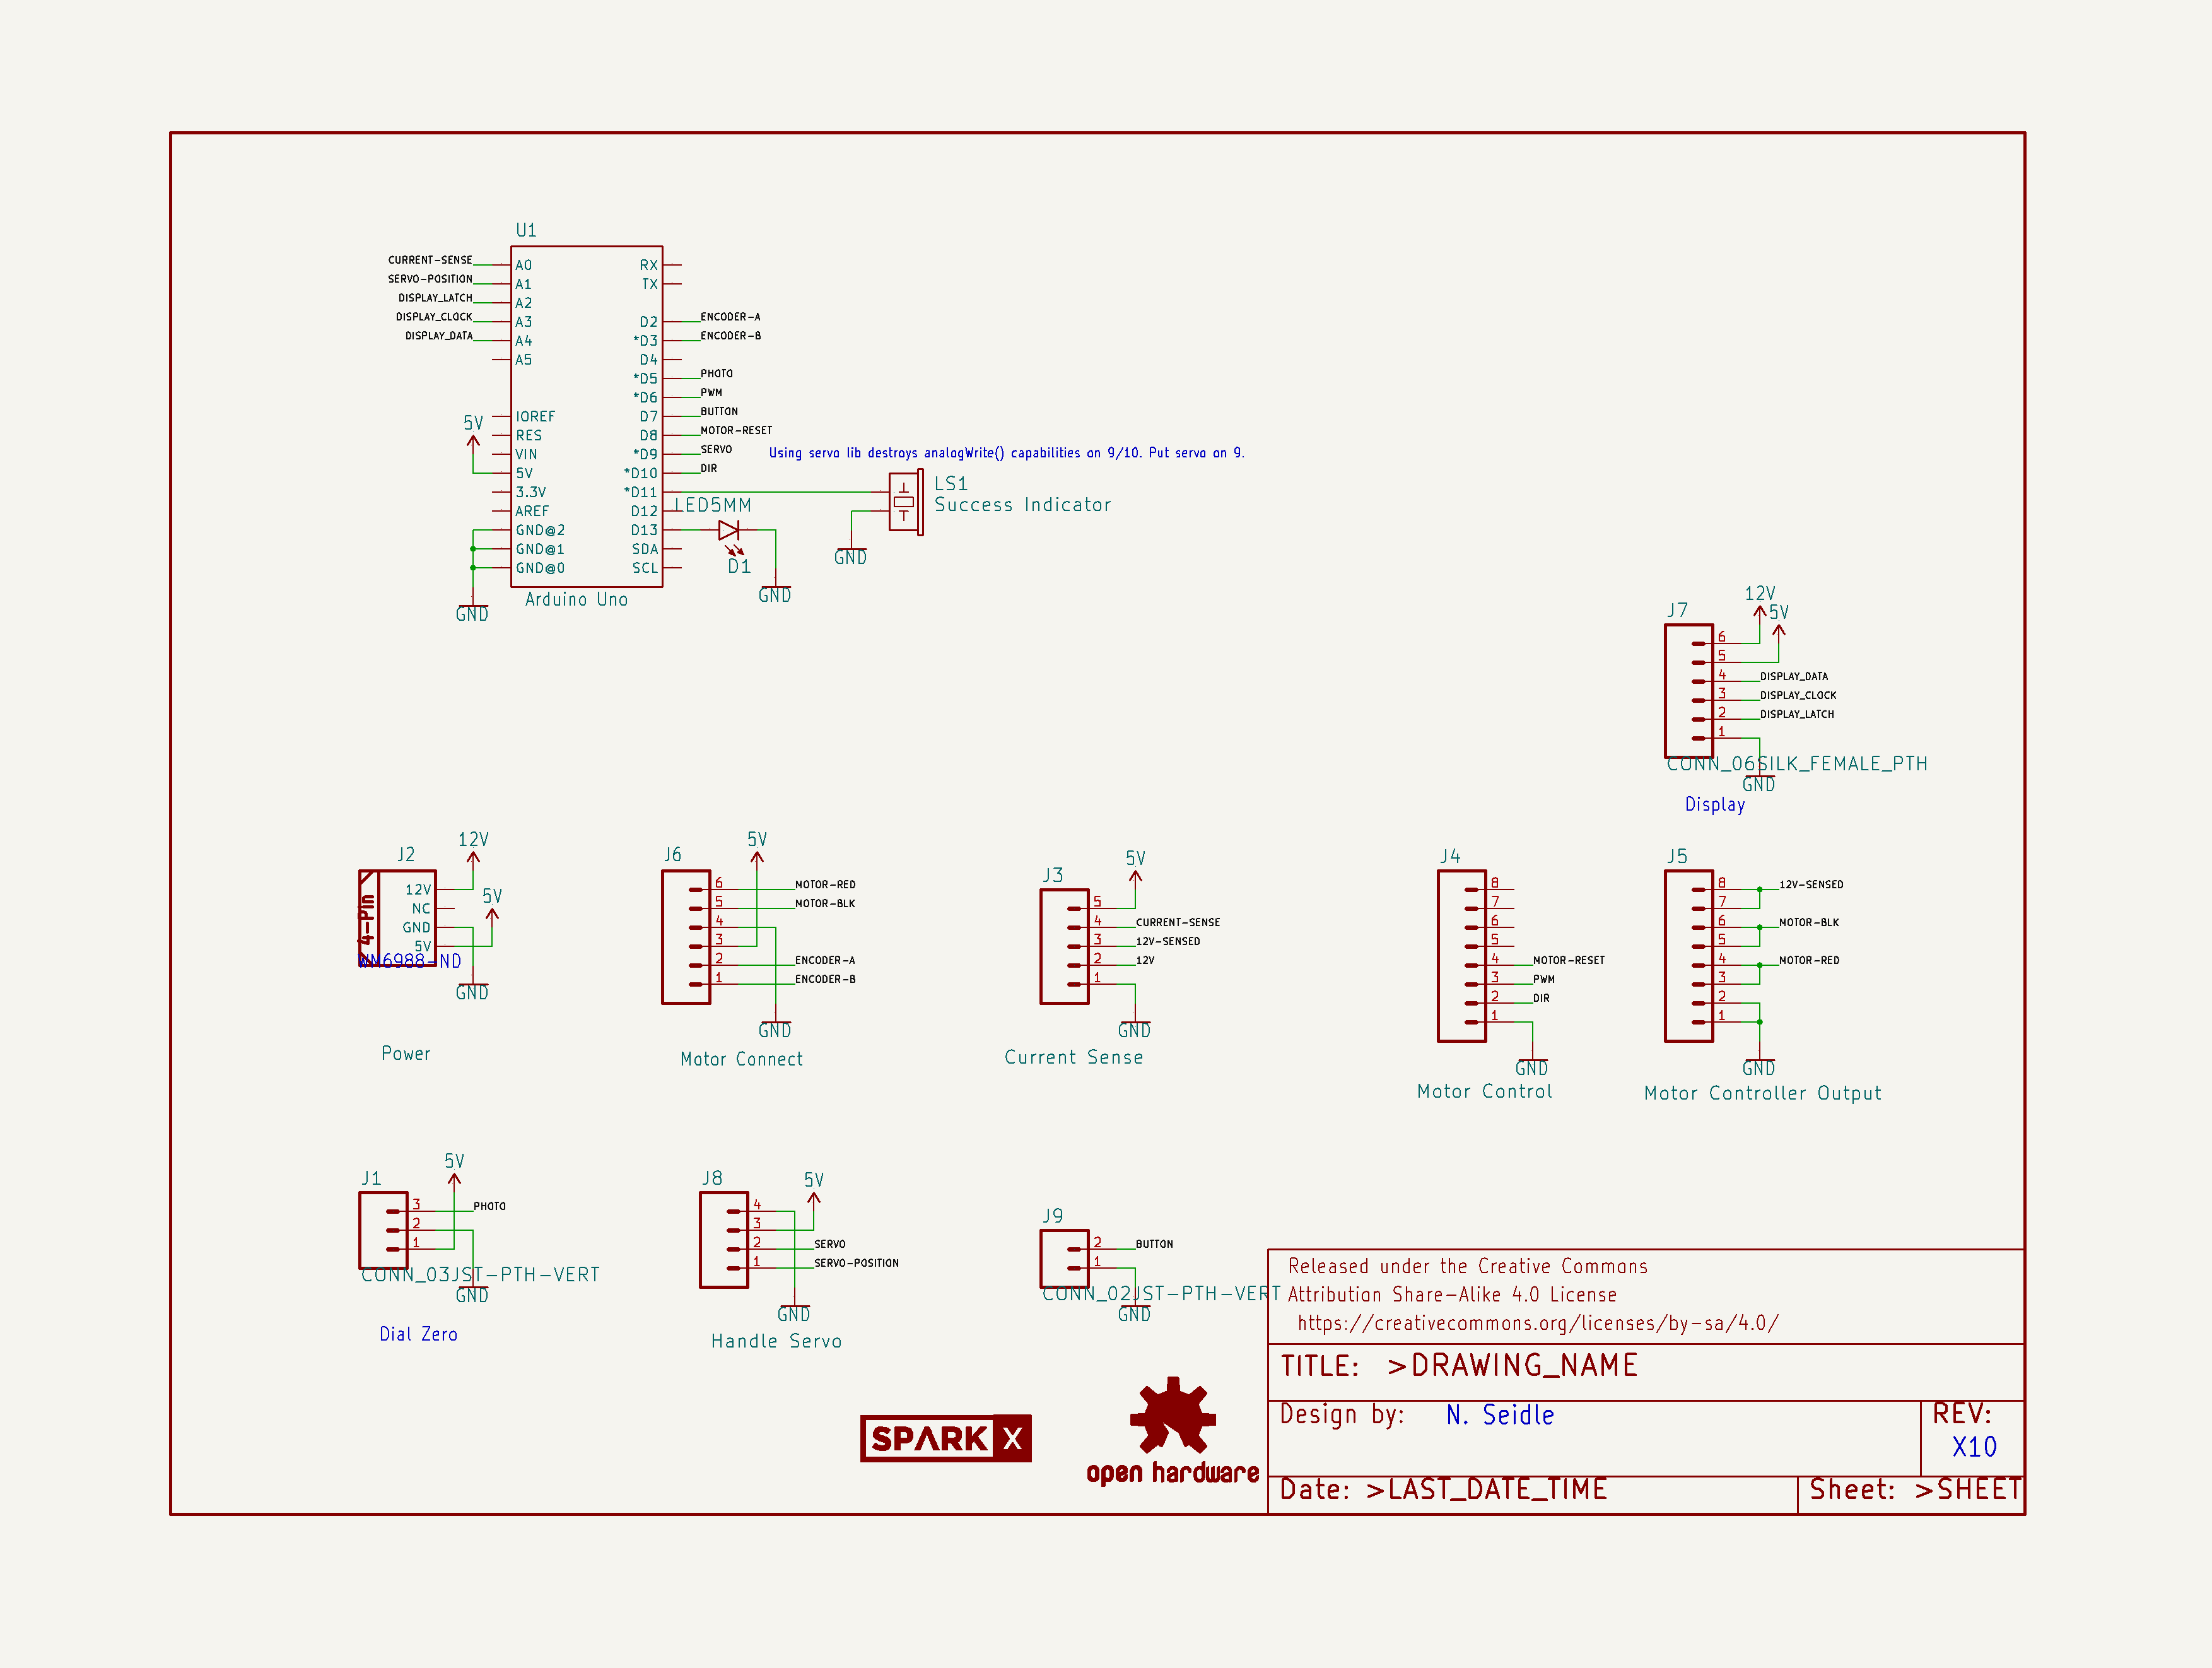 U1
CURRENT-SENSE
SERVO-POSITION
DISPLAY_LATCH
DISPLAY_CLOCK
DISPLAY_DATA
A0
A1
A2
A3
A4
A5
IOREF
RES
VIN
5V
3.3V
AREF
GND@2
GND@1
GND@0
5V
GND
RX
TX
D2
*D3
D4
*D5
*D6
D7
D8
*D9
*D10
*D11
D12
D13
SDA
SCL
ENCODER-A
ENCODER-B
PHOTO
PWM
BUTTON
MOTOR-RESET
SERVO
DIR
Arduino Uno
Using servo lib destroys analogWrite() capabilities on 9/10. Put servo on 9.
LED5MM
D1
GND
LS1
Success Indicator
GND
J7
12V
5V
6
5
4
3
2
1
DISPLAY_DATA
DISPLAY_CLOCK
DISPLAY_LATCH
CONN_06SILK_FEMALE_PTH
GND
Display
J2
12V
5V
4-Pin
12V
NC
GND
5V
WM6988-ND
GND
Power
J6
5V
6
5
4
3
2
1
MOTOR-RED
MOTOR-BLK
ENCODER-A
ENCODER-B
GND
Motor Connect
J3
5V
5
4
3
2
1
CURRENT-SENSE
12V-SENSED
12V
GND
Current Sense
J4
8
7
6
5
4
3
2
1
MOTOR-RESET
PWM
DIR
GND
Motor Control
J5
8
7
6
5
4
3
2
1
12V-SENSED
MOTOR-BLK
MOTOR-RED
GND
Motor Controller Output
J1
5V
3
2
1
PHOTO
CONN_03JST-PTH-VERT
GND
Dial Zero
J8
5V
4
3
2
1
SERVO
SERVO-POSITION
GND
Handle Servo
J9
2
1
BUTTON
CONN_02JST-PTH-VERT
GND
Released under the Creative Commons
Attribution Share-Alike 4.0 License
https://creativecommons.org/licenses/by-sa/4.0/
TITLE: >DRAWING_NAME
Design by: N. Seidle
REV:
X10
Date: >LAST_DATE_TIME
Sheet: >SHEET
SPARK X
open hardware